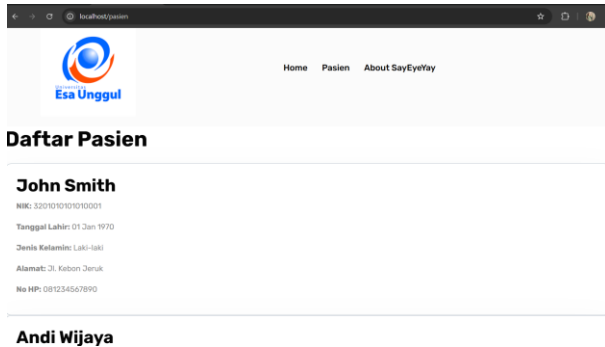 localhost/pasien
Universitas
Esa Unggul
Home Pasien About SayEyeYay
Daftar Pasien
John Smith
NIK: 3201010101010001
Tanggal Lahir: 01 Jan 1970
Jenis Kelamin: Laki-laki
Alamat: Jl. Kebon Jeruk
No HP: 081234567890
Andi Wijaya